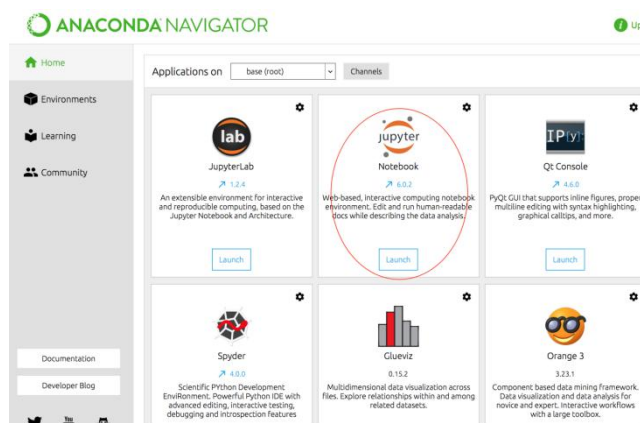 ANACONDA NAVIGATOR
Up
Home
Environments
Learning
Community
Documentation
Developer Blog
You
Applications on
base (root)
Channels
lab
JupyterLab
1.2.4
An extensible environment for interactive
and reproducible computing, based on the
Jupyter Notebook and Architecture.
Launch
jupyter
Notebook
6.0.2
Web-based, interactive computing notebook
environment. Edit and run human-readable
docs while describing the data analysis.
Launch
IP[y]:
Qt Console
4.6.0
PyQt GUI that supports inline figures, proper
multiline editing with syntax highlighting,
graphical calltips, and more.
Launch
Spyder
4.0.0
Scientific PYthon Development
EnviRonment. Powerful Python IDE with
advanced editing, interactive testing,
debugging and introspection features
Glueviz
0.15.2
Multidimensional data visualization across
files. Explore relationships within and among
related datasets.
Orange 3
3.23.1
Component based data mining framework.
Data visualization and data analysis for
novice and expert. Interactive workflows
with a large toolbox.